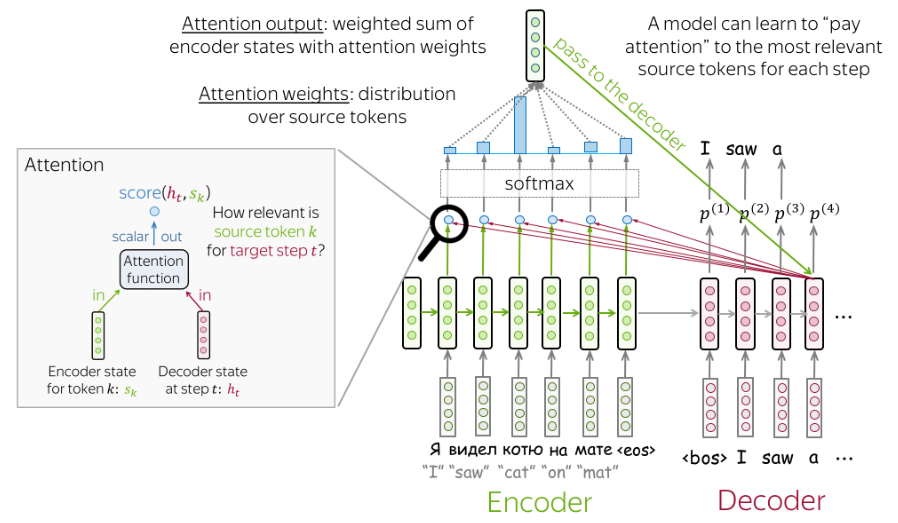 Attention output: weighted sum of
encoder states with attention weights
A model can learn to “pay
attention” to the most relevant
source tokens for each step
pass to the decoder
Attention weights: distribution
over source tokens
I saw a
softmax
p⁽¹⁾ p⁽²⁾ p⁽³⁾ p⁽⁴⁾
Attention
score(hₜ, sₖ)
How relevant is
source token k
for target step t?
scalar out
Attention
function
in in
Encoder state
for token k: sₖ
Decoder state
at step t: hₜ
...
Я видел котю на мате <eos>
“I” “saw” “cat” “on” “mat”
<bos> I saw a ...
Encoder
Decoder